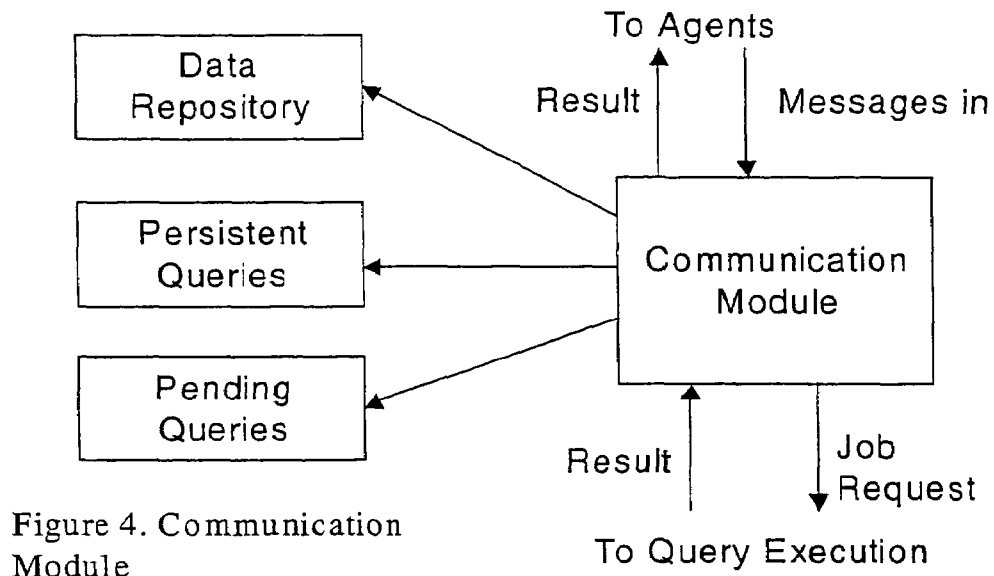 To Agents
Data
Repository
Result
Messages in
Persistent
Queries
Communication
Module
Pending
Queries
Result
Job
Request
To Query Execution
Figure 4. Communication
Module